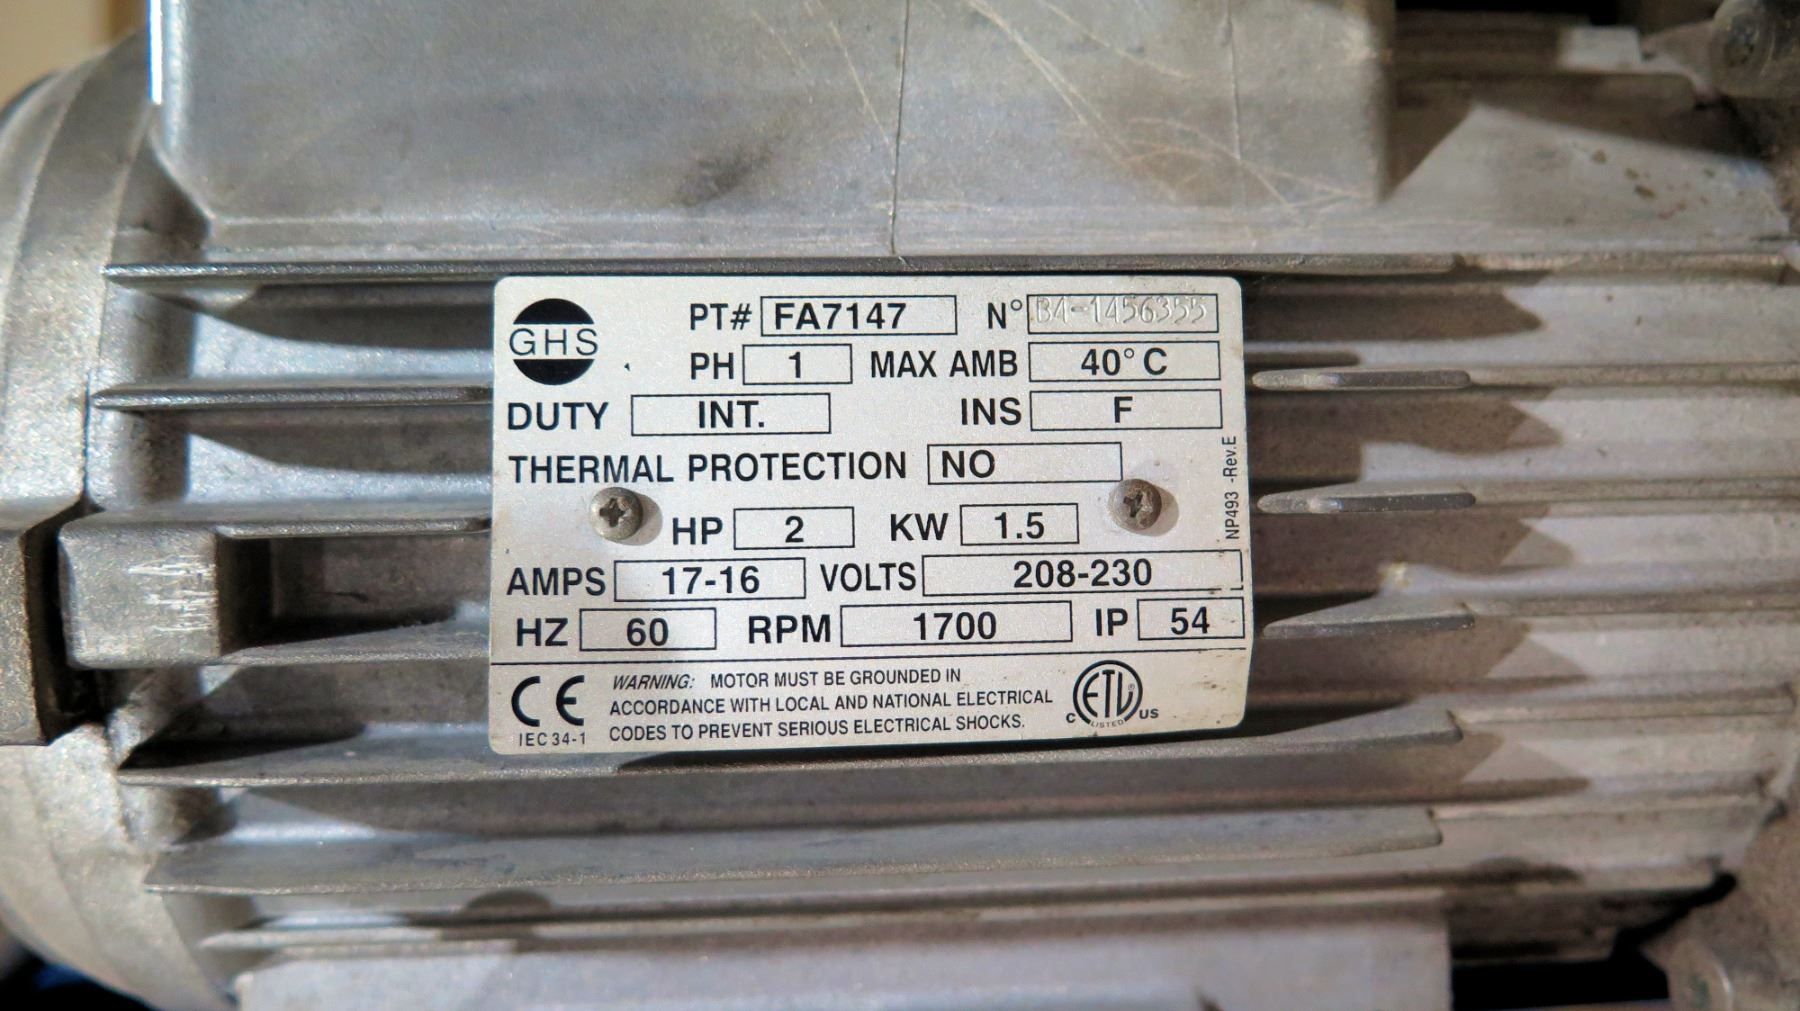 GHS PT# FA7147 N° B4-1456355
PH 1 MAX AMB 40° C
DUTY INT. INS F
THERMAL PROTECTION NO
HP 2 KW 1.5
AMPS 17-16 VOLTS 208-230
HZ 60 RPM 1700 IP 54
NP493 -Rev.E
CE WARNING: MOTOR MUST BE GROUNDED IN
ACCORDANCE WITH LOCAL AND NATIONAL ELECTRICAL
CODES TO PREVENT SERIOUS ELECTRICAL SHOCKS.
IEC 34-1
C ETL LISTED US